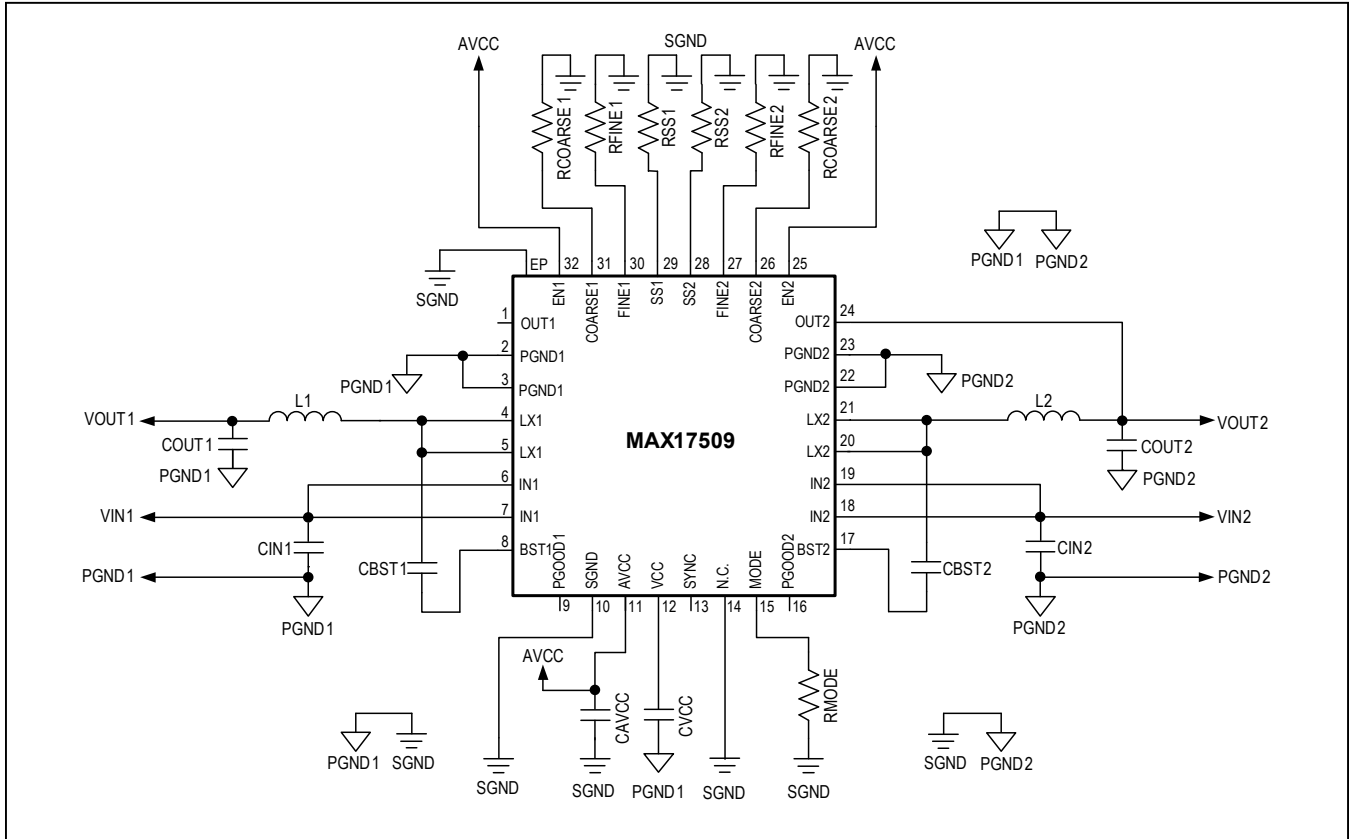 AVCC
SGND
AVCC
RCOARSE1
RFINE1
RSS1
RSS2
RFINE2
RCOARSE2
PGND1
PGND2
SGND
EP
32
31
30
29
28
27
26
25
EN1
COARSE1
FINE1
SS1
SS2
FINE2
COARSE2
EN2
1
OUT1
OUT2
24
2
PGND1
PGND2
23
PGND1
PGND2
3
PGND1
PGND2
22
VOUT1
L1
4
LX1
LX2
21
L2
VOUT2
MAX17509
COUT1
5
LX1
LX2
20
COUT2
PGND1
PGND2
6
IN1
IN2
19
VIN1
7
IN1
IN2
18
VIN2
CIN1
8
BST1
BST2
17
CIN2
CBST1
CBST2
PGND1
PGND2
PGND1
PGND2
PGOOD1
SGND
AVCC
VCC
SYNC
N.C.
MODE
PGOOD2
9
10
11
12
13
14
15
16
AVCC
CAVCC
CVCC
RMODE
PGND1
SGND
SGND
PGND2
SGND
SGND
PGND1
SGND
SGND